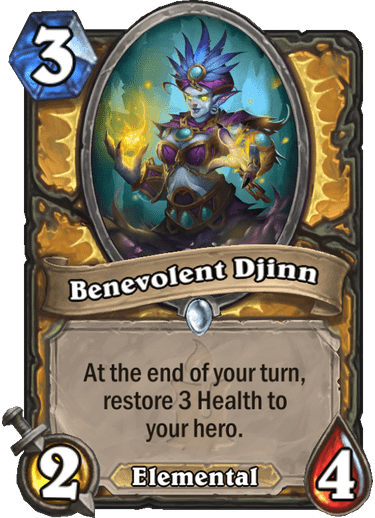 3
Benevolent Djinn
At the end of your turn,
restore 3 Health to
your hero.
2
Elemental
4